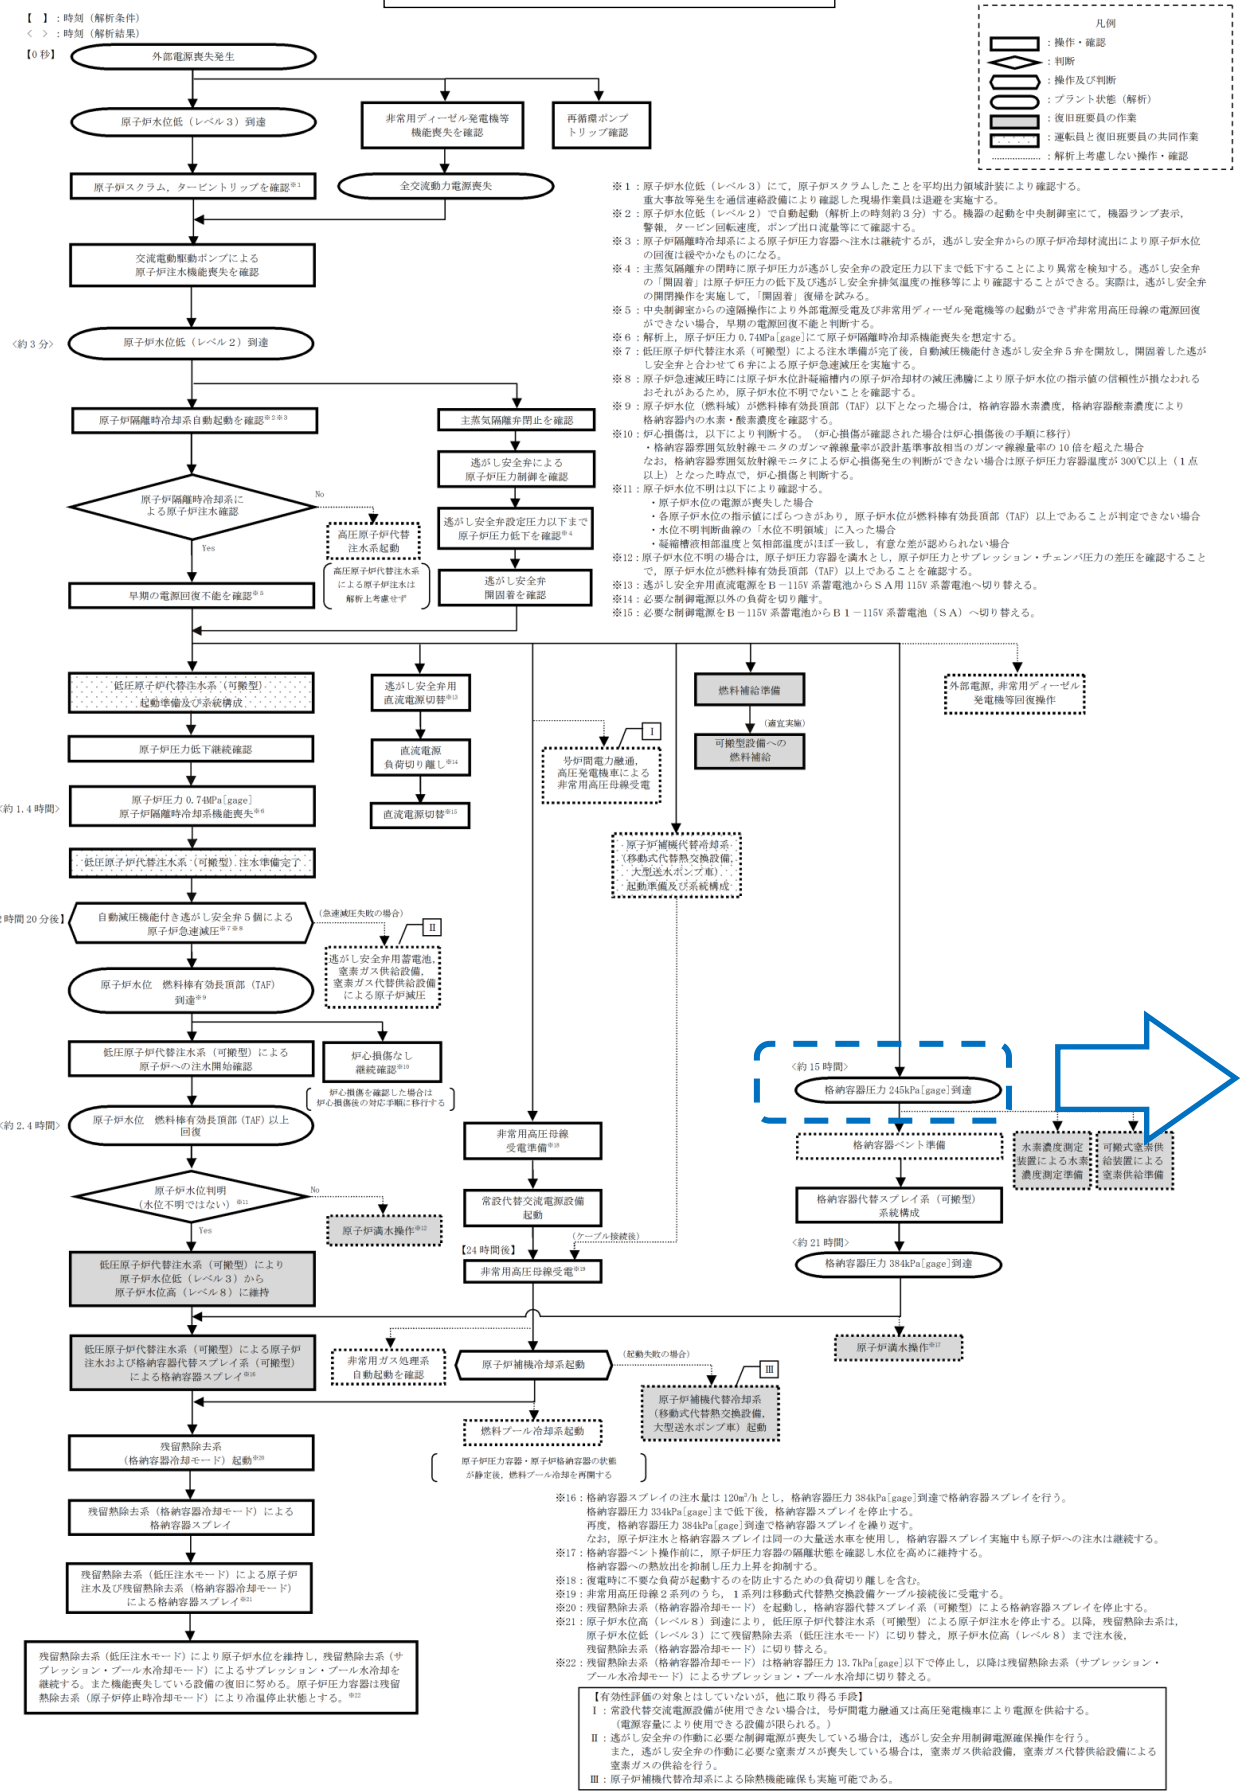 【　】：時刻（解析条件）
〈　〉：時刻（解析結果）
【0 秒】
外部電源喪失発生
凡例
：操作・確認
：判断
：操作及び判断
：プラント状態（解析）
：復旧班要員の作業
：運転員と復旧班要員の共同作業
：解析上考慮しない操作・確認
原子炉水位低（レベル３）到達
非常用ディーゼル発電機等
機能喪失を確認
再循環ポンプ
トリップ確認
原子炉スクラム，タービントリップを確認※1
全交流動力電源喪失
交流電動駆動ポンプによる
原子炉注水機能喪失を確認
〈約３分〉
原子炉水位低（レベル２）到達
原子炉隔離時冷却系自動起動を確認※2※3
主蒸気隔離弁閉止を確認
逃がし安全弁による
原子炉圧力制御を確認
原子炉隔離時冷却系に
よる原子炉注水確認
No
Yes
高圧原子炉代替
注水系起動
高圧原子炉代替注水系
による原子炉注水は
解析上考慮せず
逃がし安全弁設定圧力以下まで
原子炉圧力低下を確認※4
逃がし安全弁
開固着を確認
早期の電源回復不能を確認※5
※１：原子炉水位低（レベル３）にて，原子炉スクラムしたことを平均出力領域計装により確認する。
重大事故等発生を通信連絡設備により確認した現場作業員は退避を実施する。
※２：原子炉水位低（レベル２）で自動起動（解析上の時刻約３分）する。機器の起動を中央制御室にて，機器ランプ表示，
警報，タービン回転速度，ポンプ出口流量等にて確認する。
※３：原子炉隔離時冷却系による原子炉圧力容器へ注水は継続するが，逃がし安全弁からの原子炉冷却材流出により原子炉水位
の回復は緩やかなものになる。
※４：主蒸気隔離弁の閉時に原子炉圧力が逃がし安全弁の設定圧力以下まで低下することにより異常を検知する。逃がし安全弁
の「開固着」は原子炉圧力の低下及び逃がし安全弁排気温度の推移等により確認することができる。実際は，逃がし安全弁
の開閉操作を実施して，「開固着」復帰を試みる。
※５：中央制御室からの遠隔操作により外部電源受電及び非常用ディーゼル発電機等の起動ができず非常用高圧母線の電源回復
ができない場合，早期の電源回復不能と判断する。
※６：解析上，原子炉圧力 0.74MPa[gage]にて原子炉隔離時冷却系機能喪失を想定する。
※７：低圧原子炉代替注水系（可搬型）による注水準備が完了後，自動減圧機能付き逃がし安全弁５弁を開放し，開固着した逃が
し安全弁と合わせて６弁による原子炉急速減圧を実施する。
※８：原子炉急速減圧時には原子炉水位計凝縮槽内の原子炉冷却材の減圧沸騰により原子炉水位の指示値の信頼性が損なわれる
おそれがあるため，原子炉水位不明でないことを確認する。
※９：原子炉水位（燃料域）が燃料棒有効長頂部（TAF）以下となった場合は，格納容器水素濃度，格納容器酸素濃度により
格納容器内の水素・酸素濃度を確認する。
※10：炉心損傷は，以下により判断する。（炉心損傷が確認された場合は炉心損傷後の手順に移行）
・格納容器雰囲気放射線モニタのガンマ線線量率が設計基準事故相当のガンマ線線量率の 10 倍を超えた場合
なお，格納容器雰囲気放射線モニタによる炉心損傷発生の判断ができない場合は原子炉圧力容器温度が 300℃以上（１点
以上）となった時点で，炉心損傷と判断する。
※11：原子炉水位不明は以下により確認する。
・原子炉水位の電源が喪失した場合
・各原子炉水位の指示値にばらつきがあり，原子炉水位が燃料棒有効長頂部（TAF）以上であることが判定できない場合
・水位不明判断曲線の「水位不明領域」に入った場合
・凝縮槽液相部温度と気相部温度がほぼ一致し，有意な差が認められない場合
※12：原子炉水位不明の場合は，原子炉圧力容器を満水とし，原子炉圧力とサプレッション・チェンバ圧力の差圧を確認すること
で，原子炉水位が燃料棒有効長頂部（TAF）以上であることを確認する。
※13：逃がし安全弁用直流電源をＢ－115V 系蓄電池からＳＡ用 115V 系蓄電池へ切り替える。
※14：必要な制御電源以外の負荷を切り離す。
※15：必要な制御電源をＢ－115V 系蓄電池からＢ１－115V 系蓄電池（ＳＡ）へ切り替える。
低圧原子炉代替注水系（可搬型）
起動準備及び系統構成
逃がし安全弁用
直流電源切替※13
燃料補給準備
外部電源，非常用ディーゼル
発電機等回復操作
原子炉圧力低下継続確認
直流電源
負荷切り離し※14
Ⅰ
号炉間電力融通，
高圧発電機車による
非常用高圧母線受電
（適宜実施）
可搬型設備への
燃料補給
約 1.4 時間〉
原子炉圧力 0.74MPa[gage]
原子炉隔離時冷却系機能喪失※6
直流電源切替※15
低圧原子炉代替注水系（可搬型）注水準備完了
原子炉補機代替冷却系
（移動式代替熱交換設備，
大型送水ポンプ車）
起動準備及び系統構成
時間 20 分後】
自動減圧機能付き逃がし安全弁５個による
原子炉急速減圧※7※8
（急速減圧失敗の場合）
Ⅱ
逃がし安全弁用蓄電池，
窒素ガス供給設備，
窒素ガス代替供給設備
による原子炉減圧
原子炉水位　燃料棒有効長頂部（TAF）
到達※9
低圧原子炉代替注水系（可搬型）による
原子炉への注水開始確認
炉心損傷なし
継続確認※10
炉心損傷を確認した場合は
炉心損傷後の対応手順に移行する
〈約 15 時間〉
格納容器圧力 245kPa[gage]到達
〈約 2.4 時間〉
原子炉水位　燃料棒有効長頂部（TAF）以上
回復
非常用高圧母線
受電準備※18
格納容器ベント準備
水素濃度測定
装置による水素
濃度測定準備
可搬式窒素供
給装置による
窒素供給準備
原子炉水位判明
（水位不明ではない）※11
No
Yes
原子炉満水操作※12
常設代替交流電源設備
起動
格納容器代替スプレイ系（可搬型）
系統構成
（ケーブル接続後）
【24 時間後】
非常用高圧母線受電※19
〈約 21 時間〉
格納容器圧力 384kPa[gage]到達
低圧原子炉代替注水系（可搬型）により
原子炉水位低（レベル３）から
原子炉水位高（レベル８）に維持
低圧原子炉代替注水系（可搬型）による原子炉
注水および格納容器代替スプレイ系（可搬型）
による格納容器スプレイ※16
非常用ガス処理系
自動起動を確認
原子炉補機冷却系起動
（起動失敗の場合）
Ⅲ
原子炉満水操作※17
原子炉補機代替冷却系
（移動式代替熱交換設備，
大型送水ポンプ車）起動
燃料プール冷却系起動
原子炉圧力容器・原子炉格納容器の状態
が静定後，燃料プール冷却を再開する
残留熱除去系
（格納容器冷却モード）起動※20
残留熱除去系（格納容器冷却モード）による
格納容器スプレイ
残留熱除去系（低圧注水モード）による原子炉
注水及び残留熱除去系（格納容器冷却モード）
による格納容器スプレイ※21
残留熱除去系（低圧注水モード）により原子炉水位を維持し，残留熱除去系（サ
プレッション・プール水冷却モード）によるサプレッション・プール水冷却を
継続する。また機能喪失している設備の復旧に努める。原子炉圧力容器は残留
熱除去系（原子炉停止時冷却モード）により冷温停止状態とする。※22
※16：格納容器スプレイの注水量は 120m³/h とし，格納容器圧力 384kPa[gage]到達で格納容器スプレイを行う。
格納容器圧力 334kPa[gage]まで低下後，格納容器スプレイを停止する。
再度，格納容器圧力 384kPa[gage]到達で格納容器スプレイを繰り返す。
なお，原子炉注水と格納容器スプレイは同一の大量送水車を使用し，格納容器スプレイ実施中も原子炉への注水は継続する。
※17：格納容器ベント操作前に，原子炉圧力容器の隔離状態を確認し水位を高めに維持する。
格納容器への熱放出を抑制し圧力上昇を抑制する。
※18：復電時に不要な負荷が起動するのを防止するための負荷切り離しを含む。
※19：非常用高圧母線２系列のうち，１系列は移動式代替熱交換設備ケーブル接続後に受電する。
※20：残留熱除去系（格納容器冷却モード）を起動し，格納容器代替スプレイ系（可搬型）による格納容器スプレイを停止する。
※21：原子炉水位高（レベル８）到達により，低圧原子炉代替注水系（可搬型）による原子炉注水を停止する。以降，残留熱除去系は，
原子炉水位低（レベル３）にて残留熱除去系（低圧注水モード）に切り替え，原子炉水位高（レベル８）まで注水後，
残留熱除去系（格納容器冷却モード）に切り替える。
※22：残留熱除去系（格納容器冷却モード）は格納容器圧力 13.7kPa[gage]以下で停止し，以降は残留熱除去系（サプレッション・
プール水冷却モード）によるサプレッション・プール水冷却に切り替える。
【有効性評価の対象とはしていないが，他に取り得る手段】
Ⅰ：常設代替交流電源設備が使用できない場合は，号炉間電力融通又は高圧発電機車により電源を供給する。
（電源容量により使用できる設備が限られる。）
Ⅱ：逃がし安全弁の作動に必要な制御電源が喪失している場合は，逃がし安全弁用制御電源確保操作を行う。
また，逃がし安全弁の作動に必要な窒素ガスが喪失している場合は，窒素ガス供給設備，窒素ガス代替供給設備による
窒素ガスの供給を行う。
Ⅲ：原子炉補機代替冷却系による除熱機能確保も実施可能である。